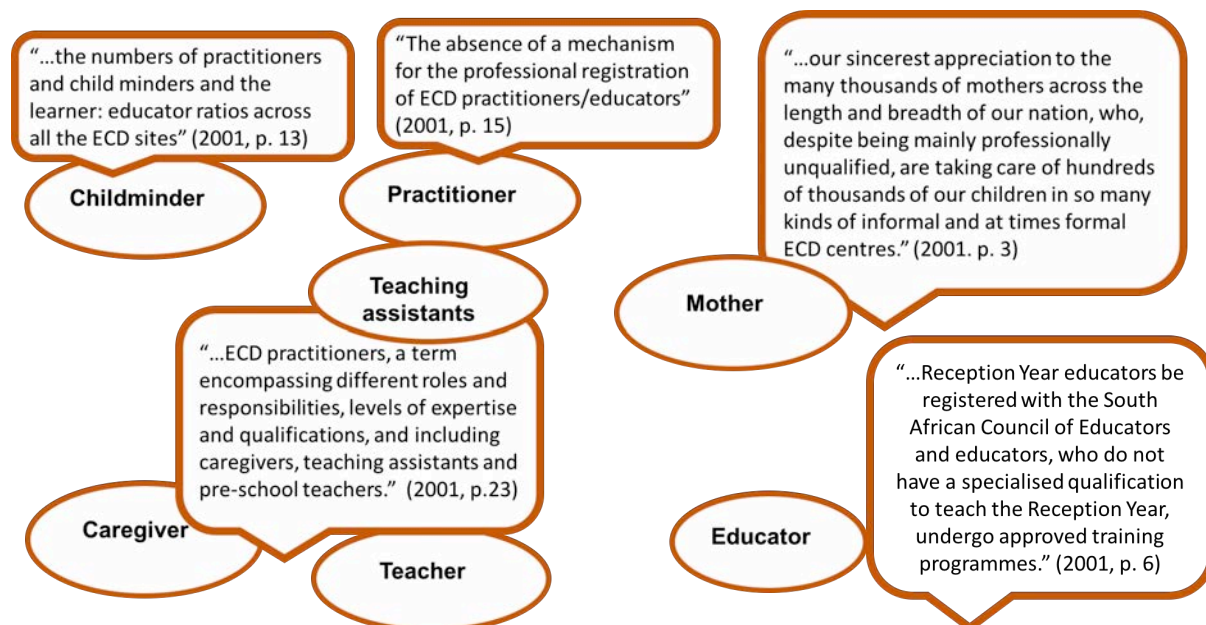 “...the numbers of practitioners
and child minders and the
learner: educator ratios across
all the ECD sites” (2001, p. 13)
Childminder
“The absence of a mechanism
for the professional registration
of ECD practitioners/educators”
(2001, p. 15)
Practitioner
“...our sincerest appreciation to the
many thousands of mothers across the
length and breadth of our nation, who,
despite being mainly professionally
unqualified, are taking care of hundreds
of thousands of our children in so many
kinds of informal and at times formal
ECD centres.” (2001. p. 3)
Mother
Teaching
assistants
“...ECD practitioners, a term
encompassing different roles and
responsibilities, levels of expertise
and qualifications, and including
caregivers, teaching assistants and
pre-school teachers.” (2001, p.23)
Caregiver
Teacher
“...Reception Year educators be
registered with the South
African Council of Educators
and educators, who do not
have a specialised qualification
to teach the Reception Year,
undergo approved training
programmes.” (2001, p. 6)
Educator